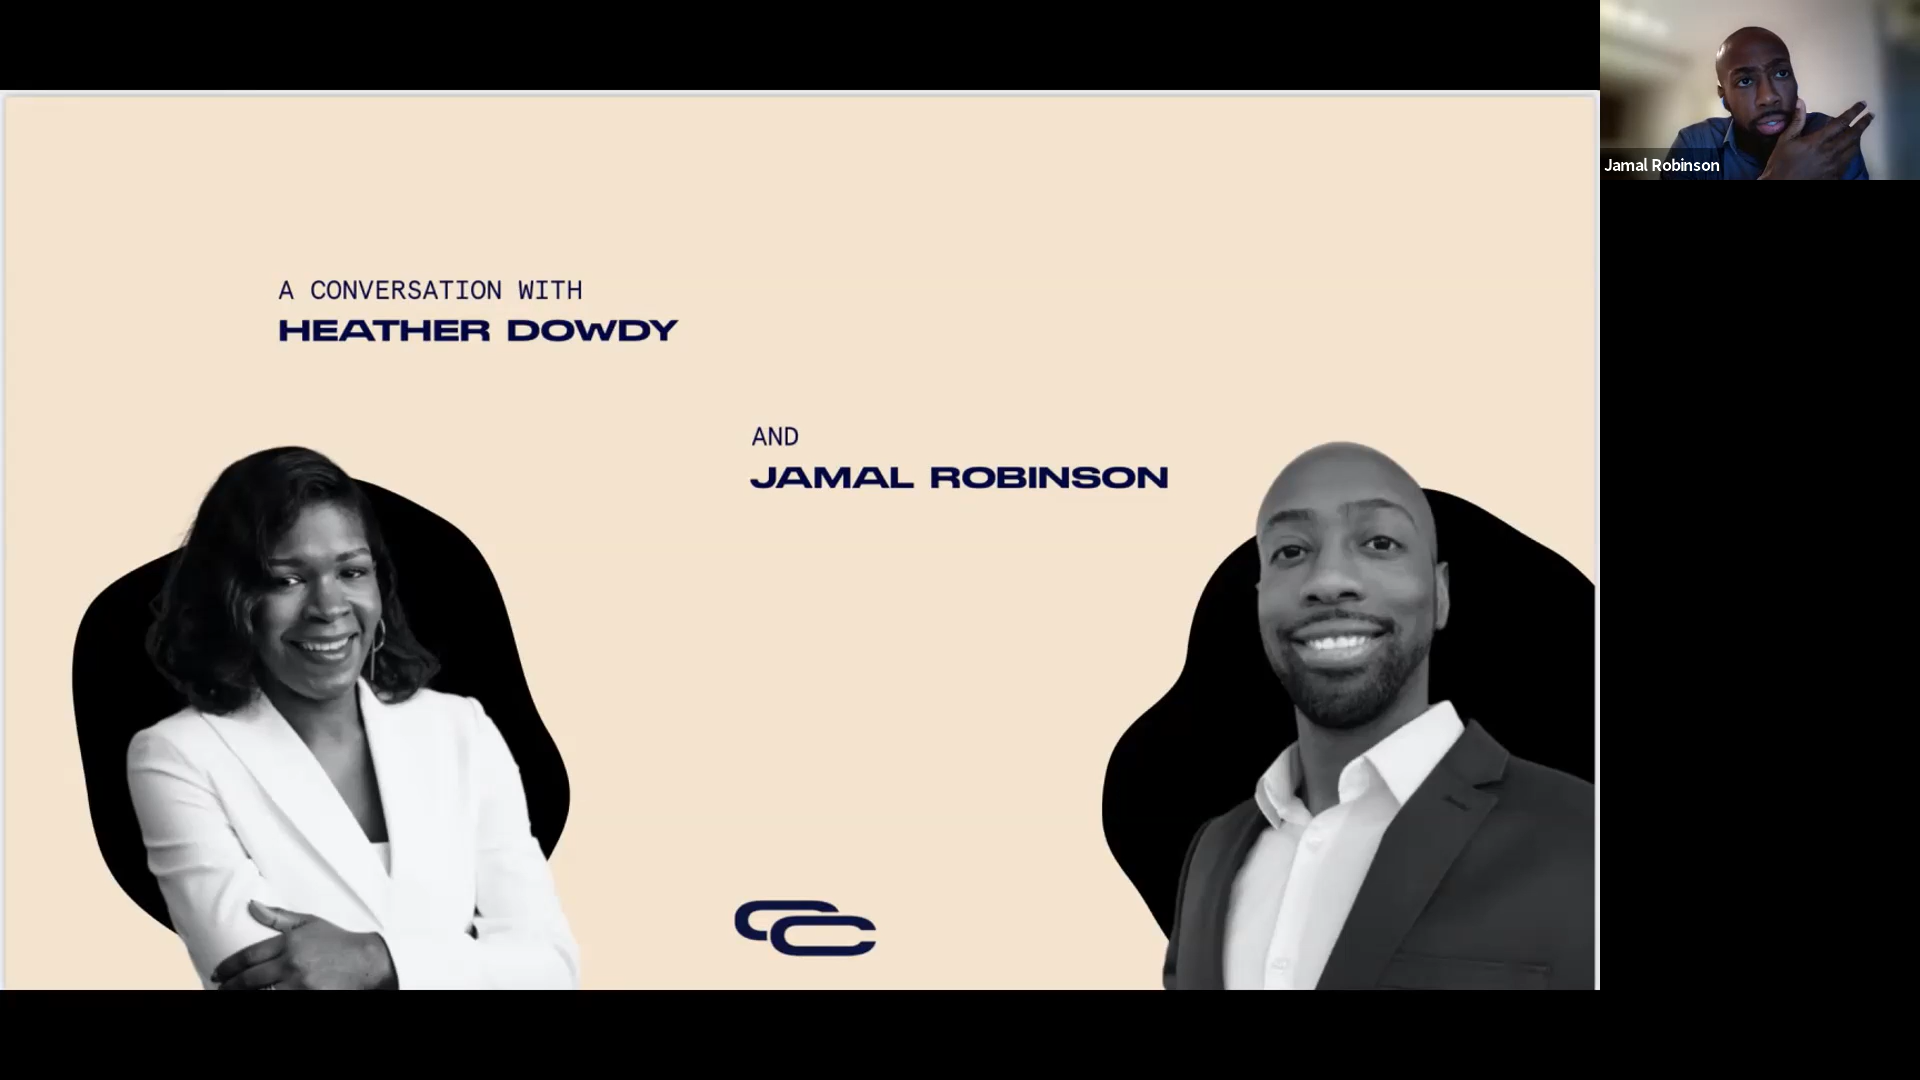 A CONVERSATION WITH
HEATHER DOWDY
AND
JAMAL ROBINSON
Jamal Robinson